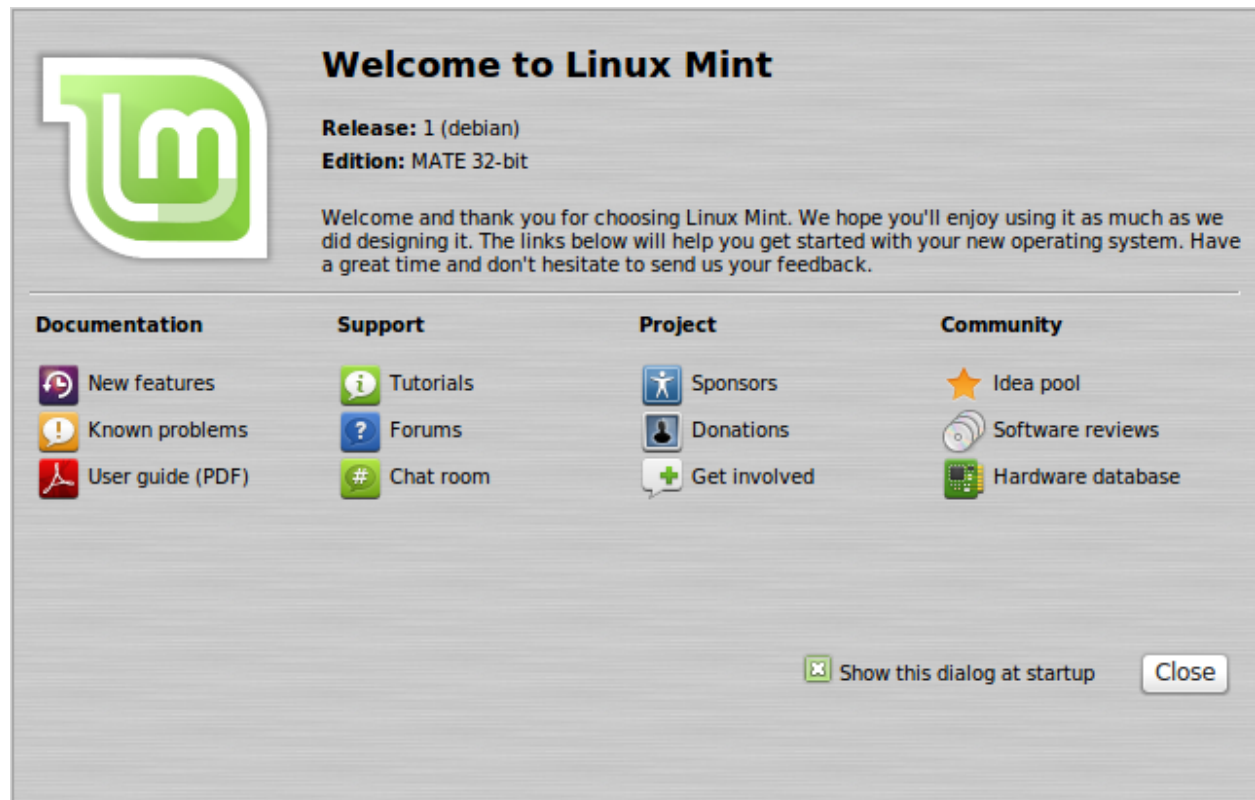 Welcome to Linux Mint
Release: 1 (debian)
Edition: MATE 32-bit
Welcome and thank you for choosing Linux Mint. We hope you'll enjoy using it as much as we
did designing it. The links below will help you get started with your new operating system. Have
a great time and don't hesitate to send us your feedback.
Documentation
New features
Known problems
User guide (PDF)
Support
Tutorials
Forums
Chat room
Project
Sponsors
Donations
Get involved
Community
Idea pool
Software reviews
Hardware database
Show this dialog at startup
Close